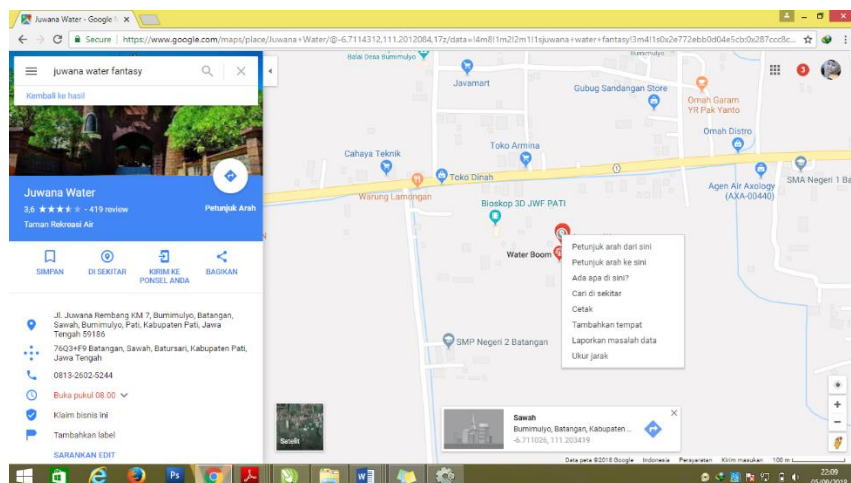 Juwana Water - Google
Secure
https://www.google.com/maps/place/Juwana+Water/@-6.7114312,111.2012084,17z/data=!4m8!1m2!2m1!1sjuwana+water+fantasy!3m4!1s0x2e772ebb0d04e5cb:0x287ccc8c...
juwana water fantasy
Kembali ke hasil
Juwana Water
3,6 - 419 review
Petunjuk Arah
Taman Rekreasi Air
SIMPAN
DI SEKITAR
KIRIM KE
PONSEL ANDA
BAGIKAN
Jl. Juwana Rembang KM 7, Bumimulyo, Batangan,
Sawah, Bumimulyo, Pati, Kabupaten Pati, Jawa
Tengah 59186
76Q3+F9 Batangan, Sawah, Batursari, Kabupaten Pati,
Jawa Tengah
0813-2602-5244
Buka pukul 08.00
Klaim bisnis ini
Tambahkan label
SARANKAN EDIT
Balai Desa Bumimulyo
Javamart
Gubug Sandangan Store
Omah Garam
YR Pak Yanto
Omah Distro
Cahaya Teknik
Toko Armina
Toko Dinah
Warung Lamongan
Agen Air Axology
(AXA-00440)
SMA Negeri 1 Ba
Bioskop 3D JWF PATI
Water Boom
Petunjuk arah dari sini
Petunjuk arah ke sini
Ada apa di sini?
Cari di sekitar
Cetak
Tambahkan tempat
Laporkan masalah data
Ukur jarak
SMP Negeri 2 Batangan
Satelit
Sawah
Bumimulyo, Batangan, Kabupaten ...
-6.711026, 111.203419
Data peta ©2018 Google Indonesia Persyaratan Kirim masukan 100 m
3
1
Ps
22:09
05/09/2018